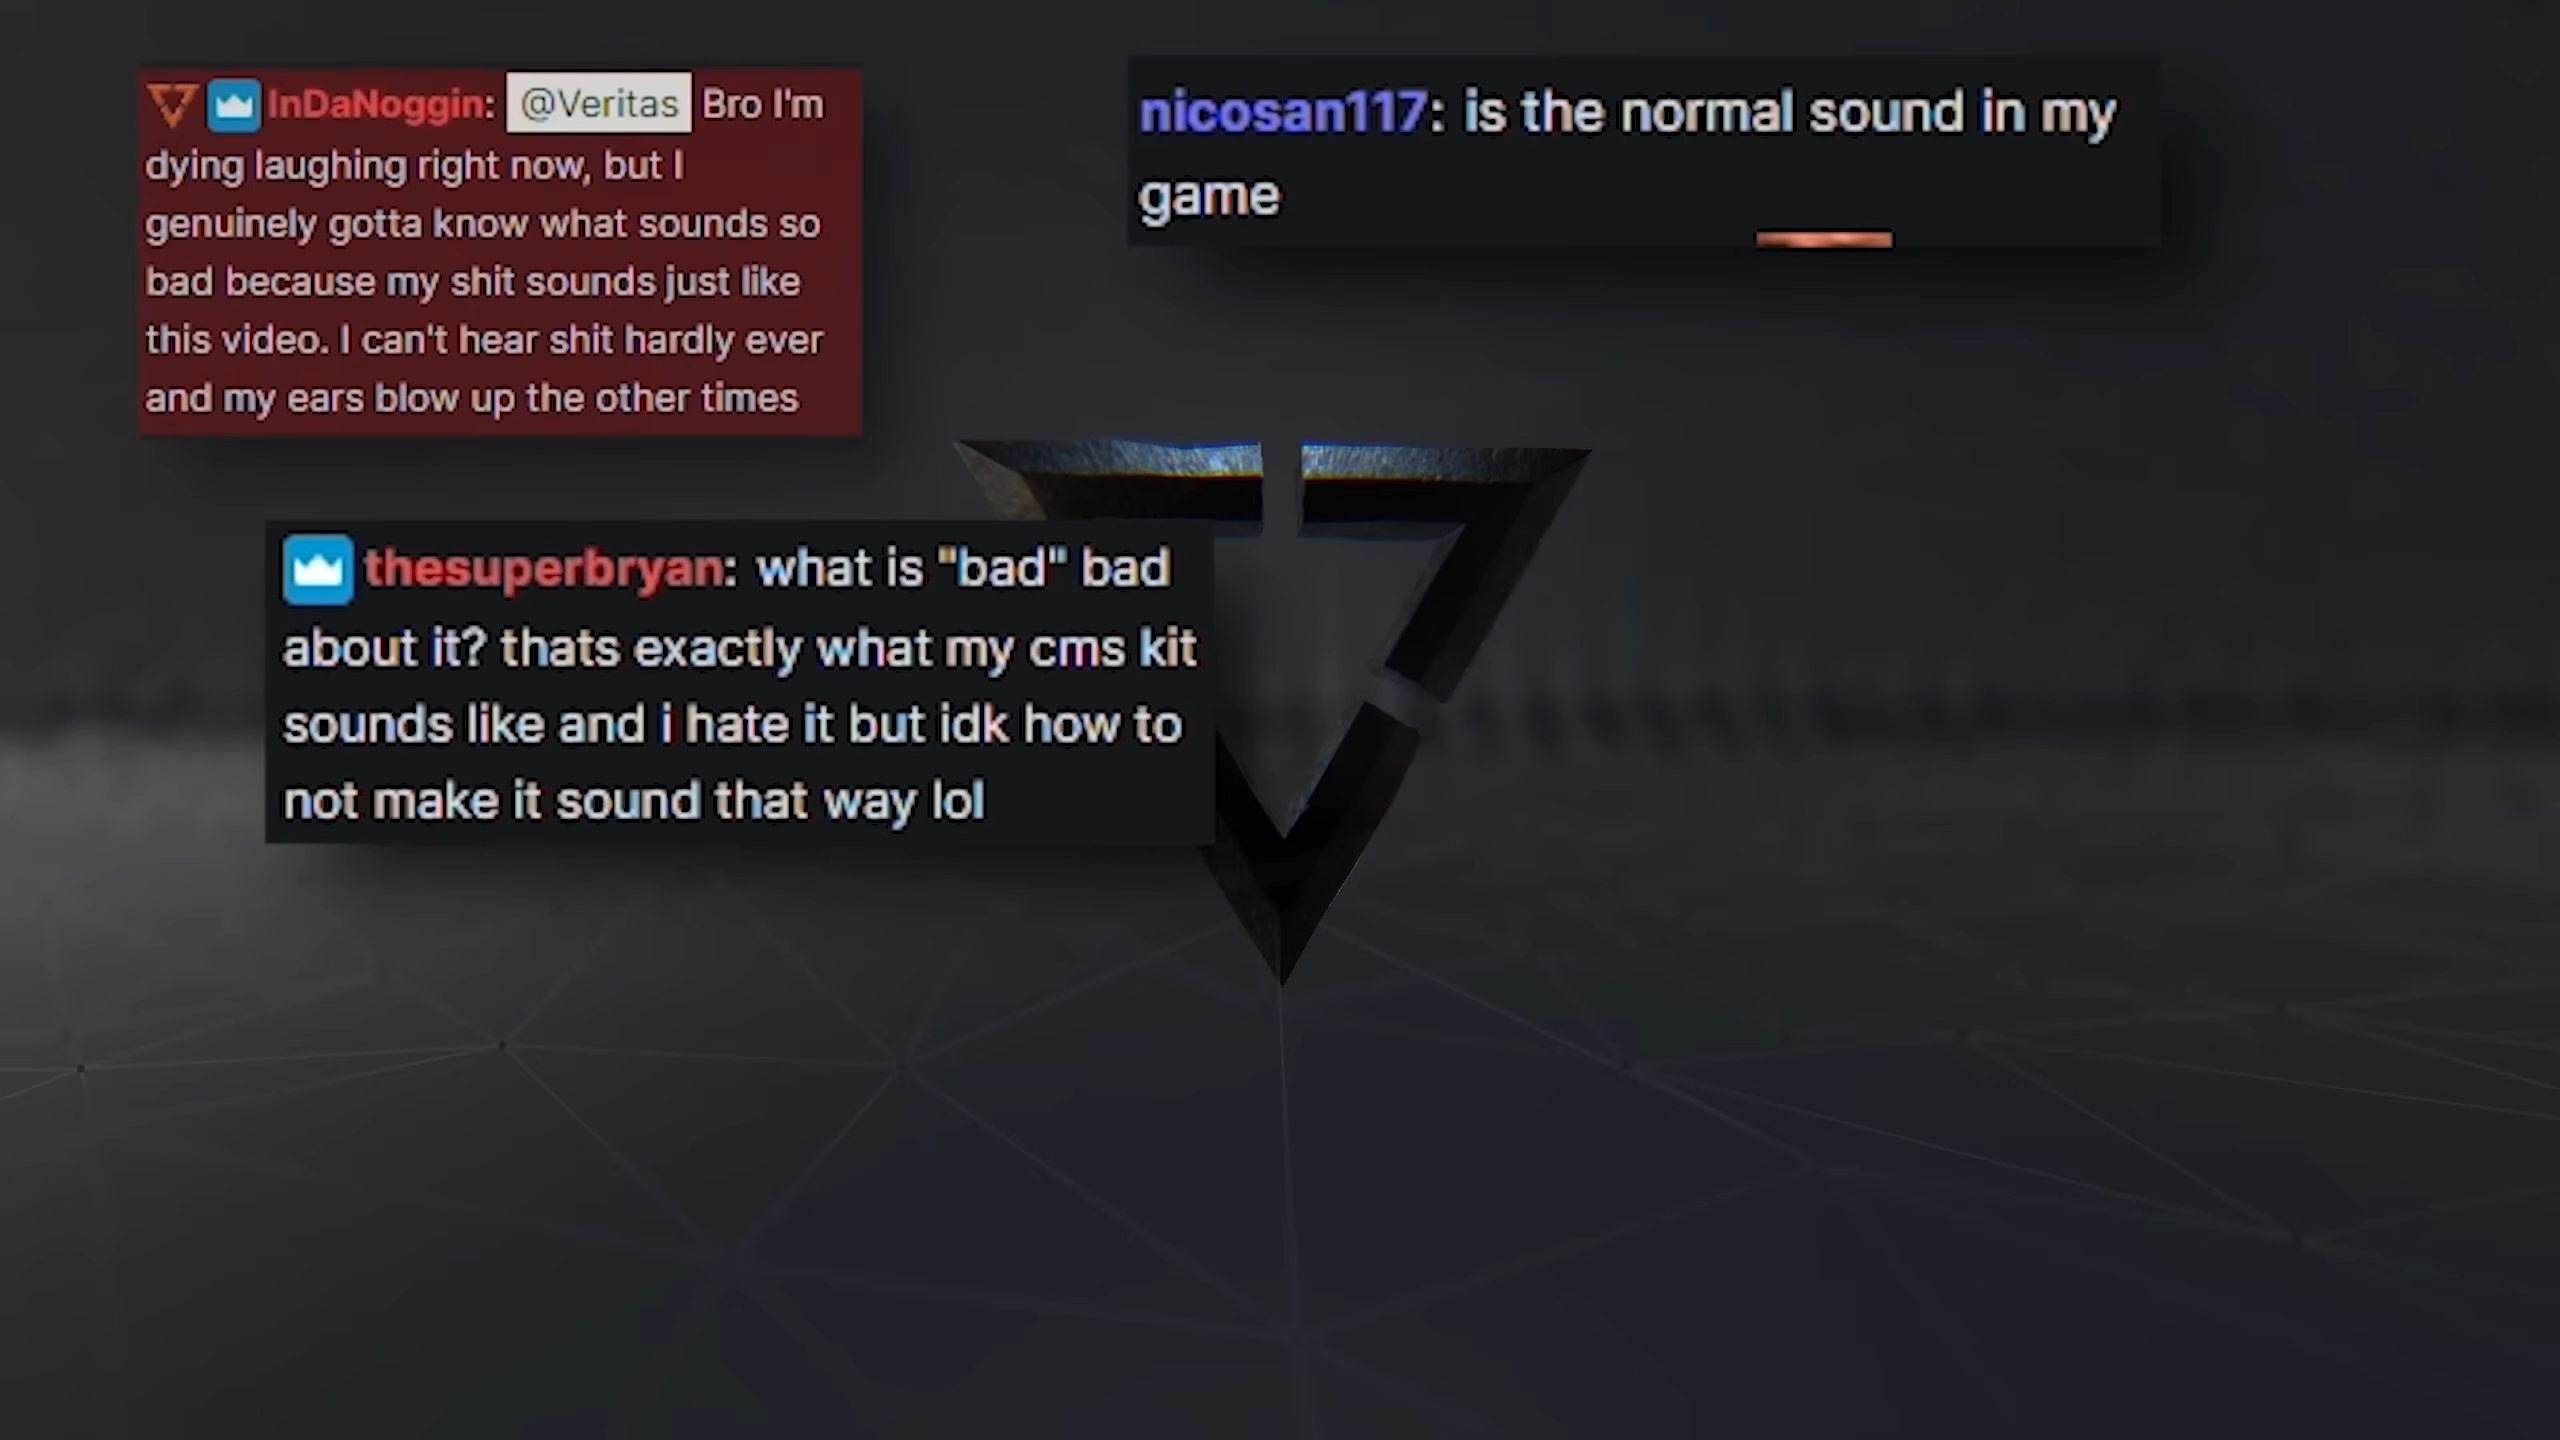 InDaNoggin: @Veritas Bro I'm
dying laughing right now, but I
genuinely gotta know what sounds so
bad because my shit sounds just like
this video. I can't hear shit hardly ever
and my ears blow up the other times
nicosan117: is the normal sound in my
game
thesuperbryan: what is "bad" bad
about it? thats exactly what my cms kit
sounds like and i hate it but idk how to
not make it sound that way lol